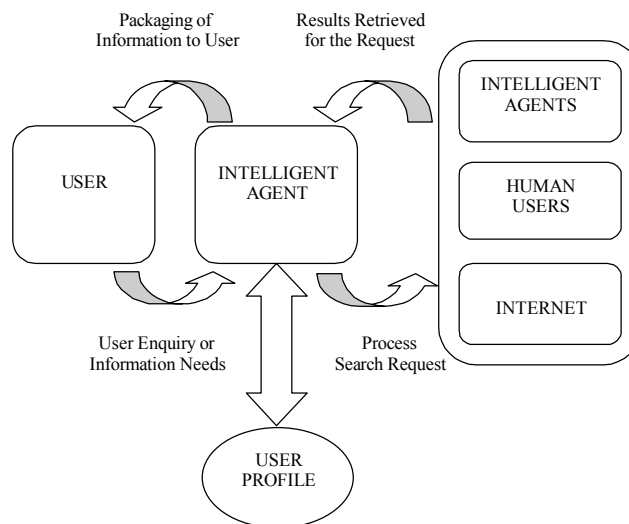 Packaging of
Information to User
Results Retrieved
for the Request
USER
INTELLIGENT
AGENT
INTELLIGENT
AGENTS
HUMAN
USERS
INTERNET
User Enquiry or
Information Needs
Process
Search Request
USER
PROFILE